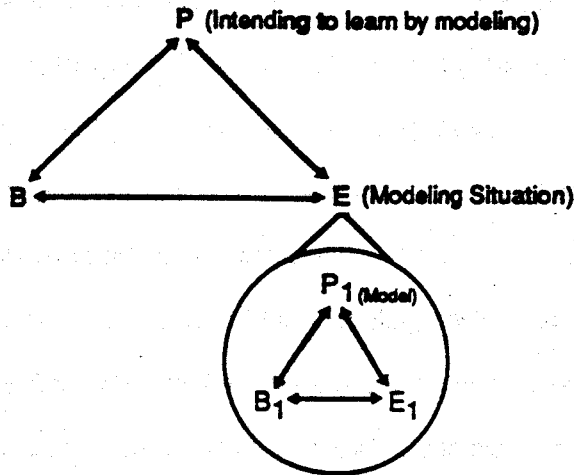 P (Intending to learn by modeling)
B E (Modeling Situation)
P1 (Model)
B1 E1